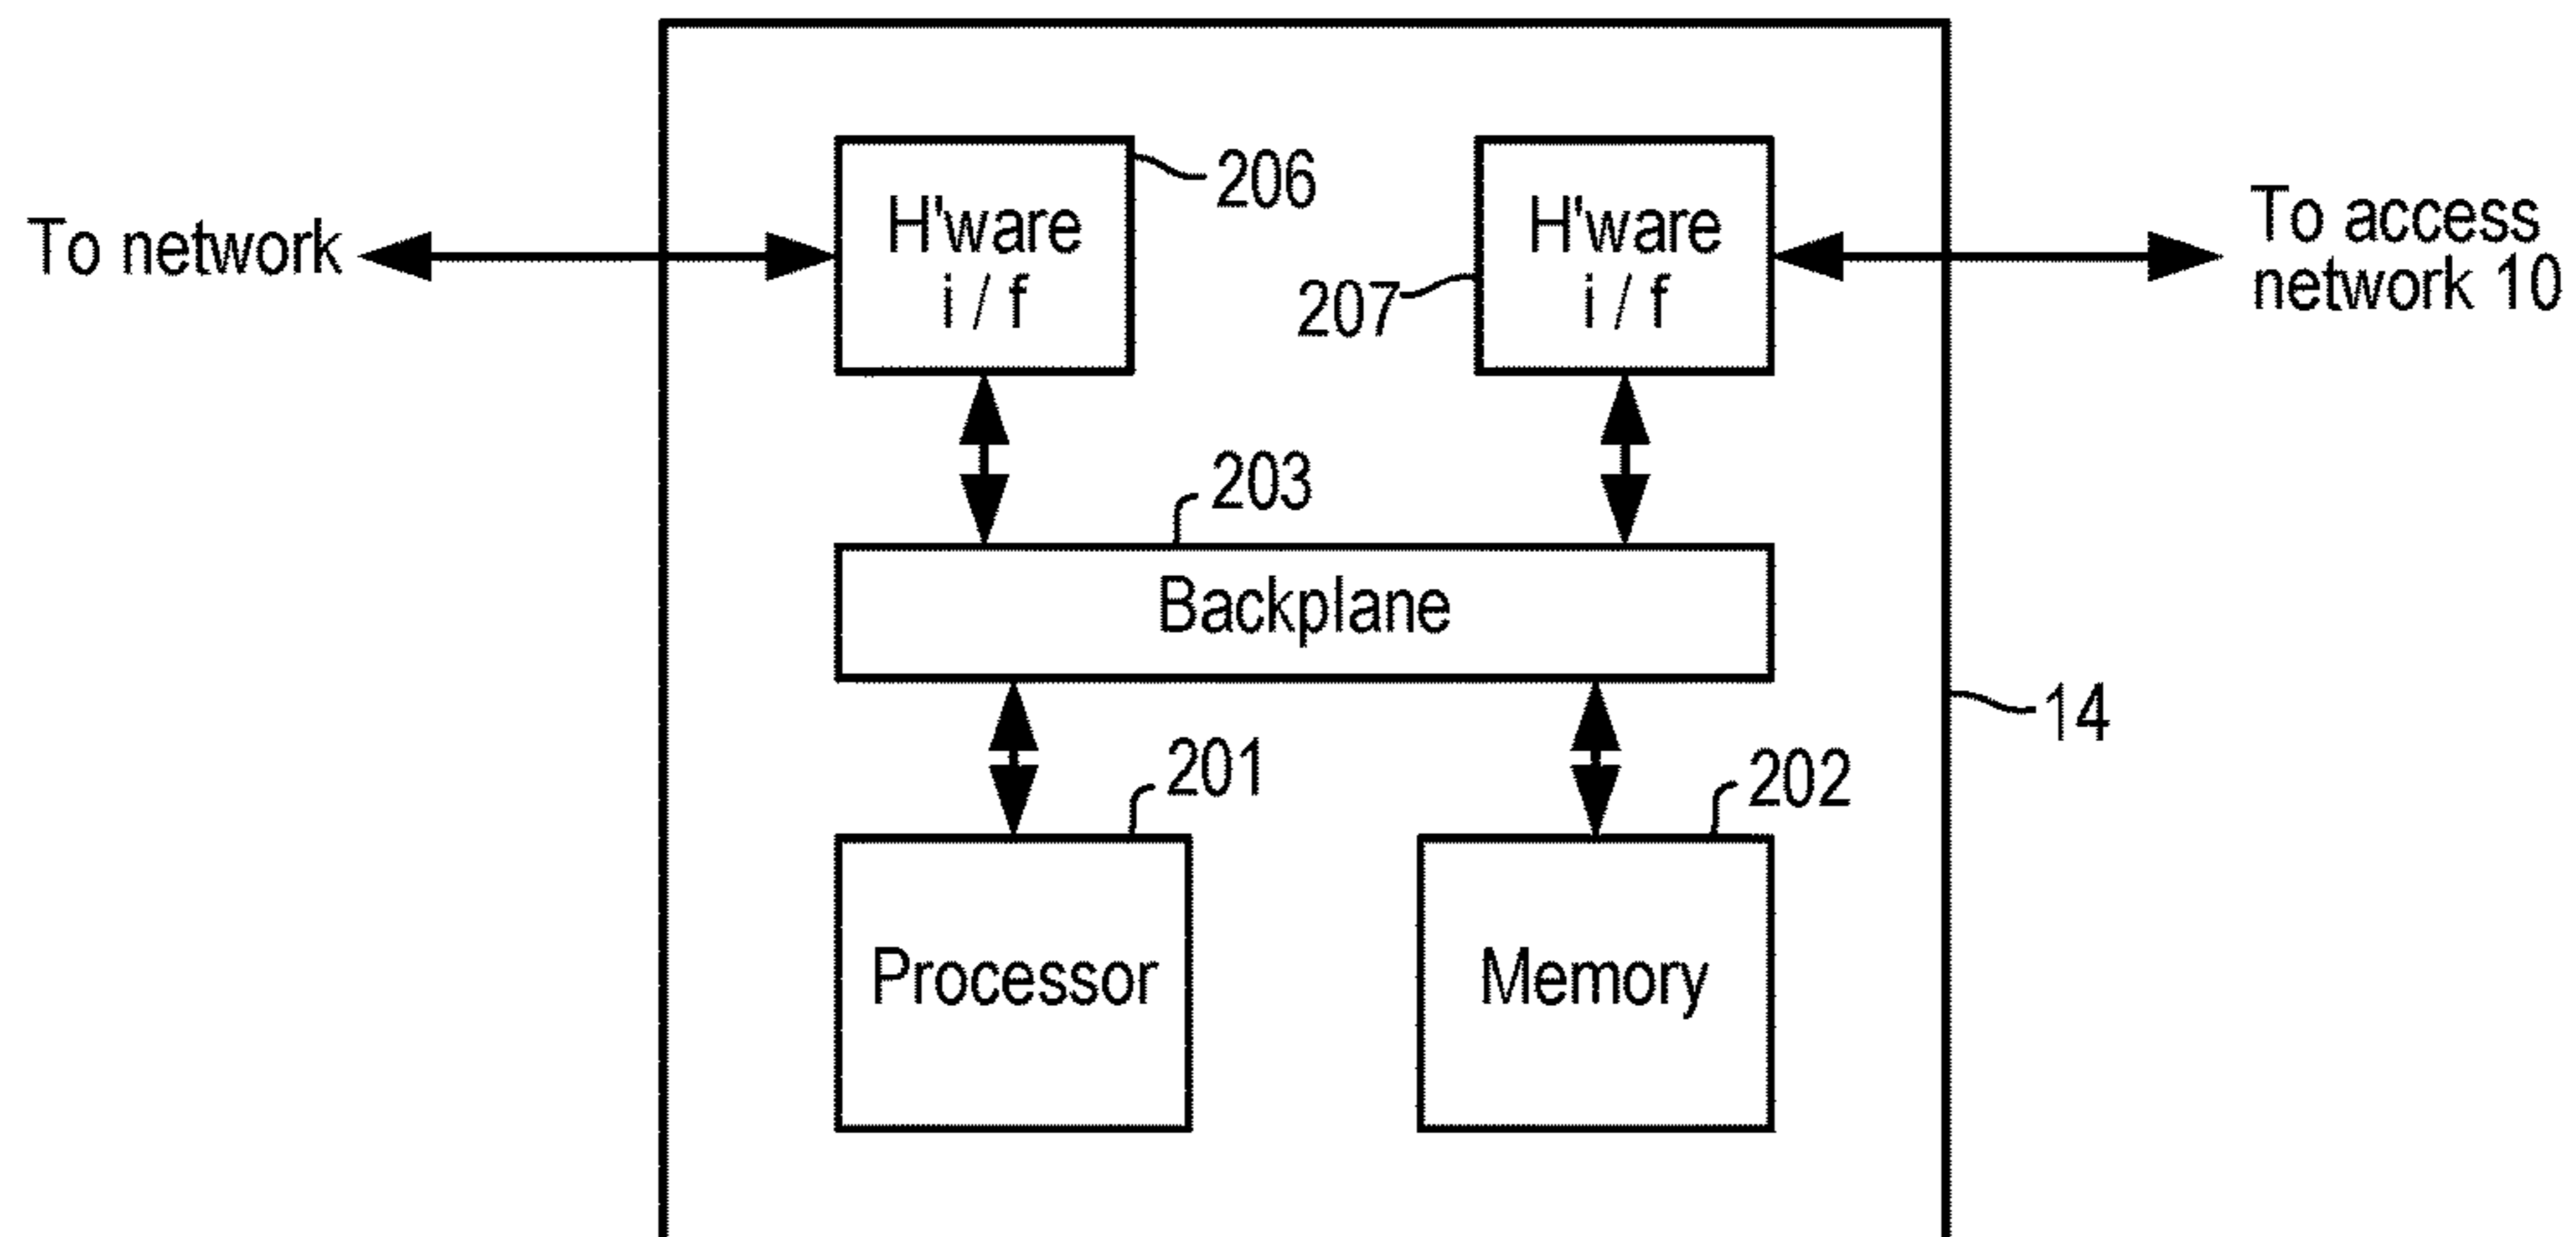 206
H'ware
i / f
207
H'ware
i / f
To network
To access
network 10
203
Backplane
14
201
202
Processor
Memory